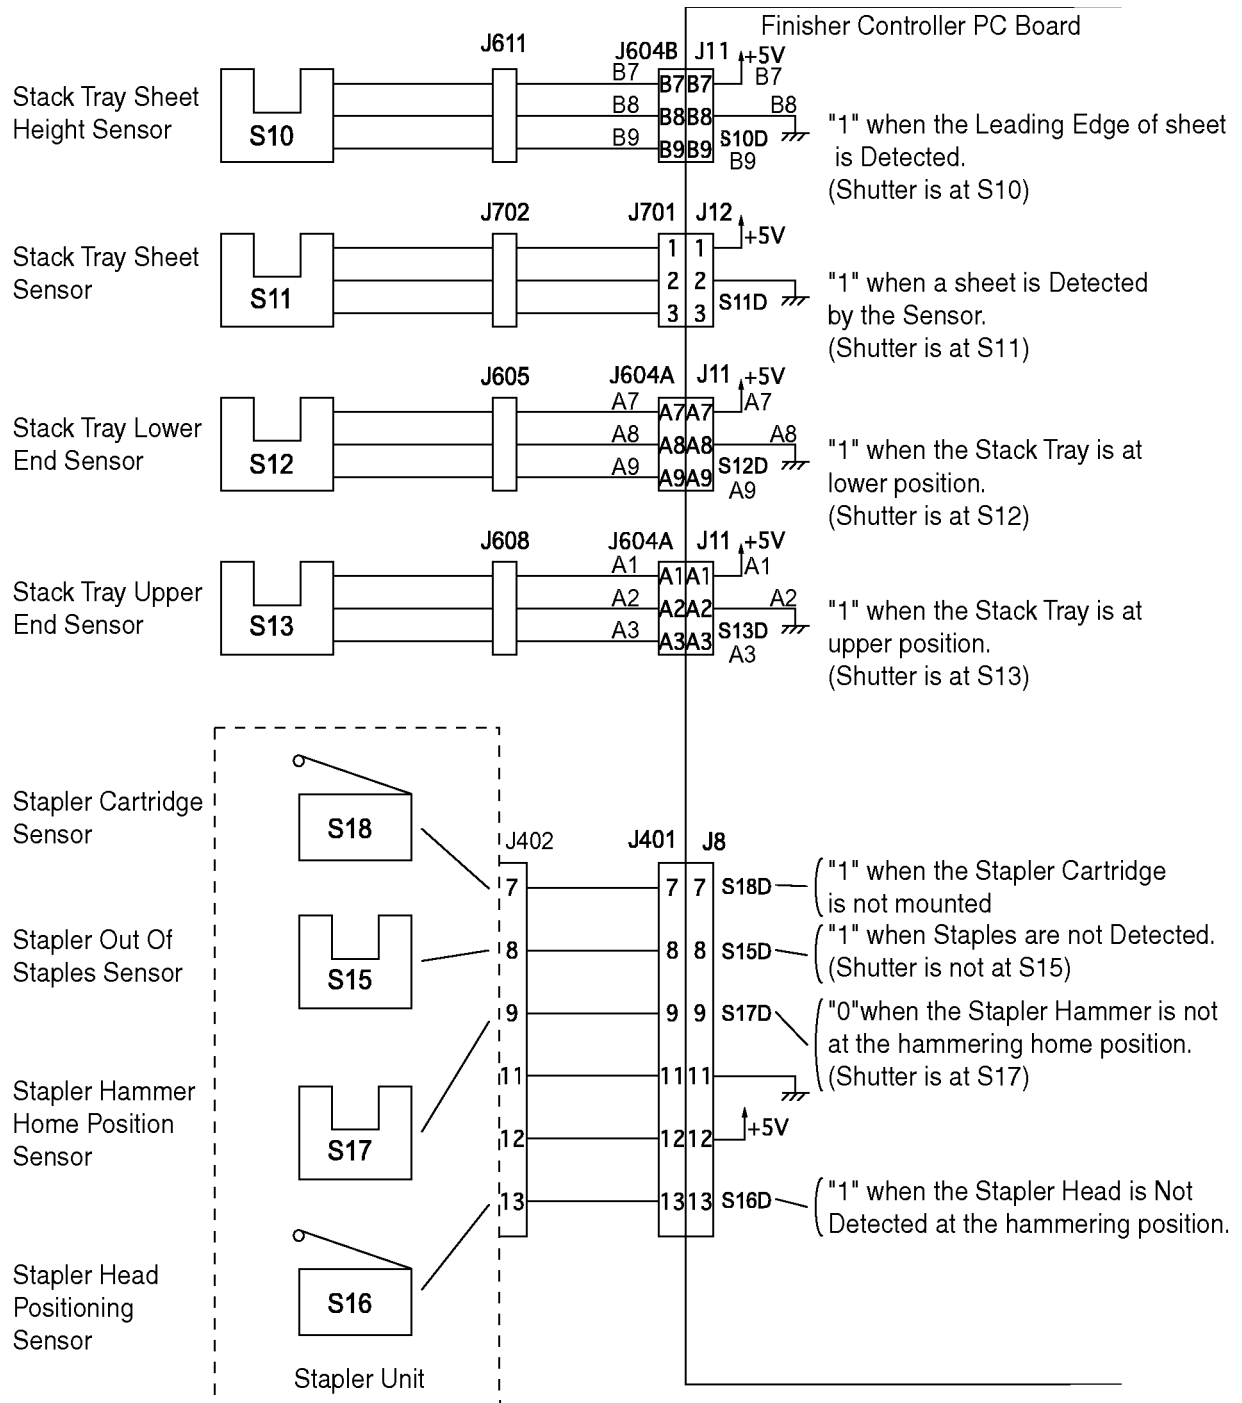 Finisher Controller PC Board
J611
J604B J11
+5V
B7
B7
B7 B7
B8
B8
B8 B8
B9
B9 B9
S10D
B9
Stack Tray Sheet
Height Sensor
S10
"1" when the Leading Edge of sheet
is Detected.
(Shutter is at S10)
J702
J701 J12
+5V
1 1
2 2
3 3
S11D
Stack Tray Sheet
Sensor
S11
"1" when a sheet is Detected
by the Sensor.
(Shutter is at S11)
J605
J604A J11
+5V
A7
A7
A7 A7
A8
A8
A8 A8
A9
A9 A9
S12D
A9
Stack Tray Lower
End Sensor
S12
"1" when the Stack Tray is at
lower position.
(Shutter is at S12)
J608
J604A J11
+5V
A1
A1
A1 A1
A2
A2
A2 A2
A3
A3 A3
S13D
A3
Stack Tray Upper
End Sensor
S13
"1" when the Stack Tray is at
upper position.
(Shutter is at S13)
Stapler Cartridge
Sensor
S18
J402
J401 J8
7
7 7
S18D
"1" when the Stapler Cartridge
is not mounted
Stapler Out Of
Staples Sensor
S15
8
8 8
S15D
"1" when Staples are not Detected.
(Shutter is not at S15)
9
9 9
S17D
"0"when the Stapler Hammer is not
at the hammering home position.
(Shutter is at S17)
11
11 11
Stapler Hammer
Home Position
Sensor
S17
12
12 12
+5V
13
13 13
S16D
"1" when the Stapler Head is Not
Detected at the hammering position.
Stapler Head
Positioning
Sensor
S16
Stapler Unit